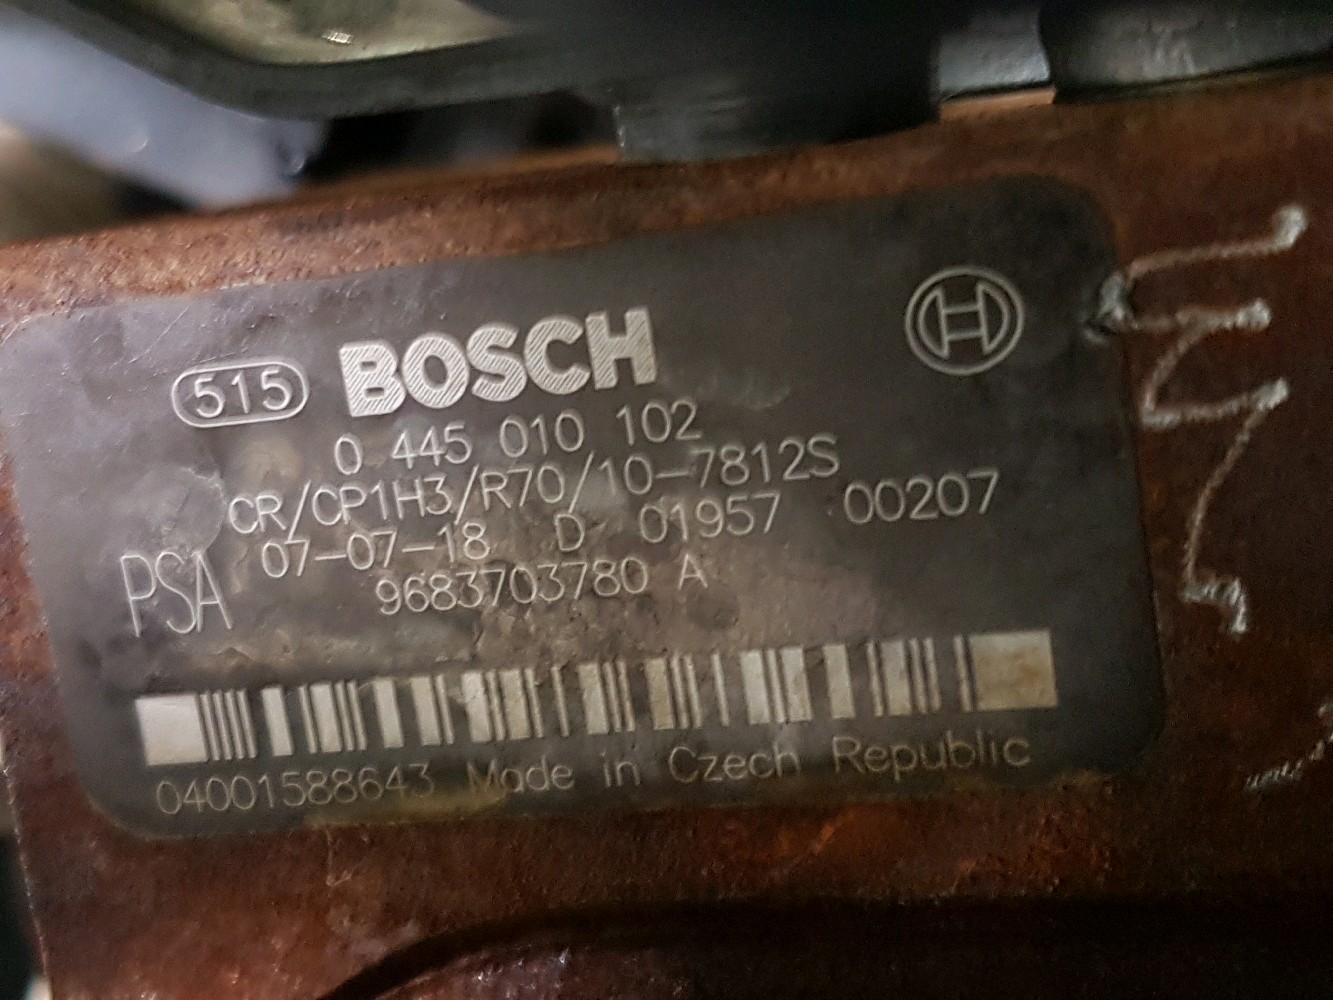 515 BOSCH
0 445 010 102
CR/CP1H3/R70/10-7812S
07-07-18 D 01957 00207
PSA 9683703780 A
04001588643 Made in Czech Republic